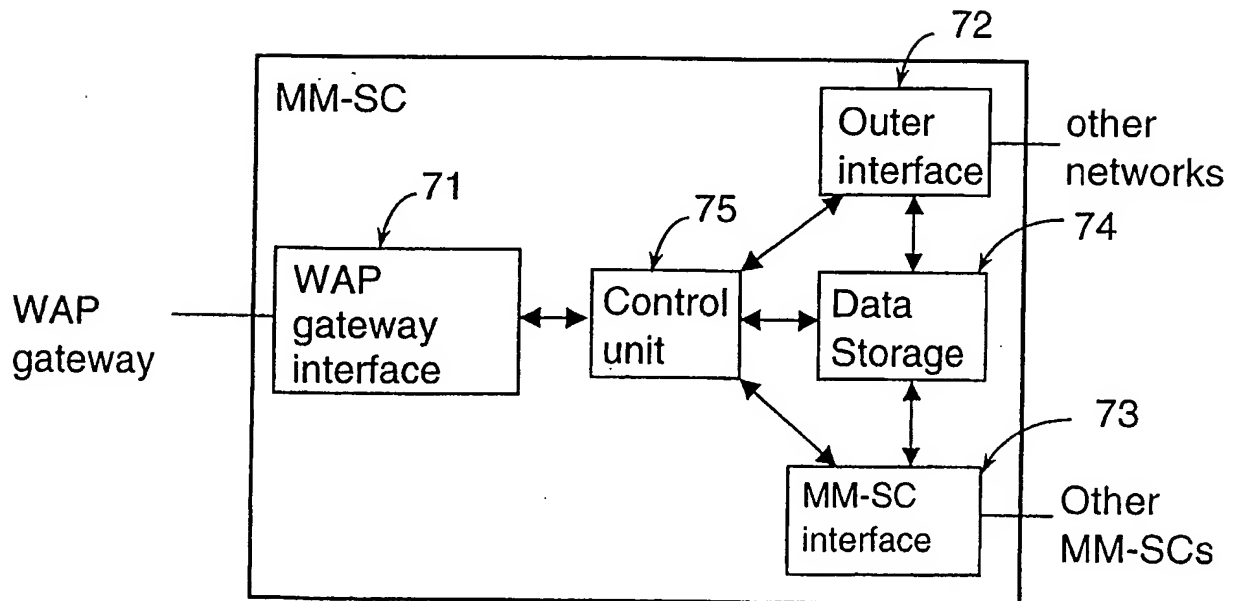 72
MM-SC
Outer
interface
other
networks
71
75
74
WAP
gateway
interface
Control
unit
Data
Storage
WAP
gateway
73
MM-SC
interface
Other
MM-SCs